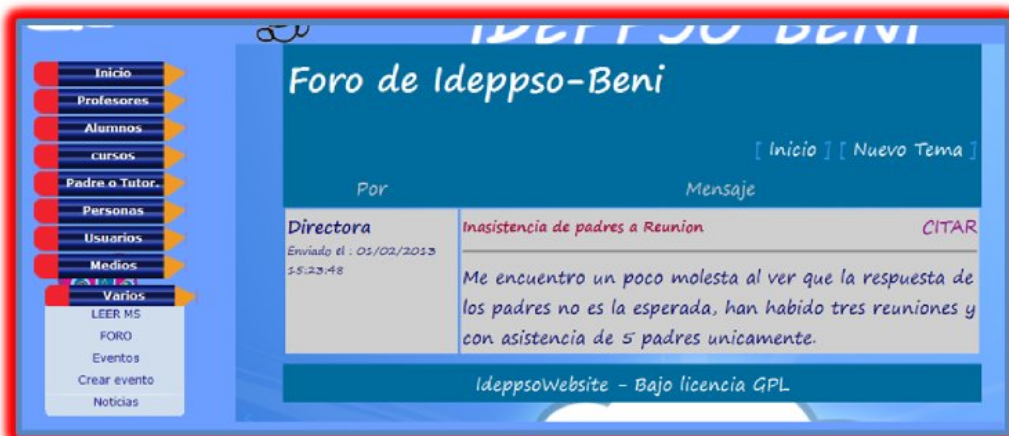 IDEPPSO BENI
Inicio
Profesores
Alumnos
cursos
Padre o Tutor.
Personas
Usuarios
Medios
Varios
LEER MS
FORO
Eventos
Crear evento
Noticias
Foro de Ideppso-Beni
[ Inicio ] [ Nuevo Tema ]
Por Mensaje
Directora
Enviado el : 01/02/2013
15:23:48
Inasistencia de padres a Reunion CITAR
Me encuentro un poco molesta al ver que la respuesta de
los padres no es la esperada, han habido tres reuniones y
con asistencia de 5 padres unicamente.
IdeppsoWebsite - Bajo licencia GPL